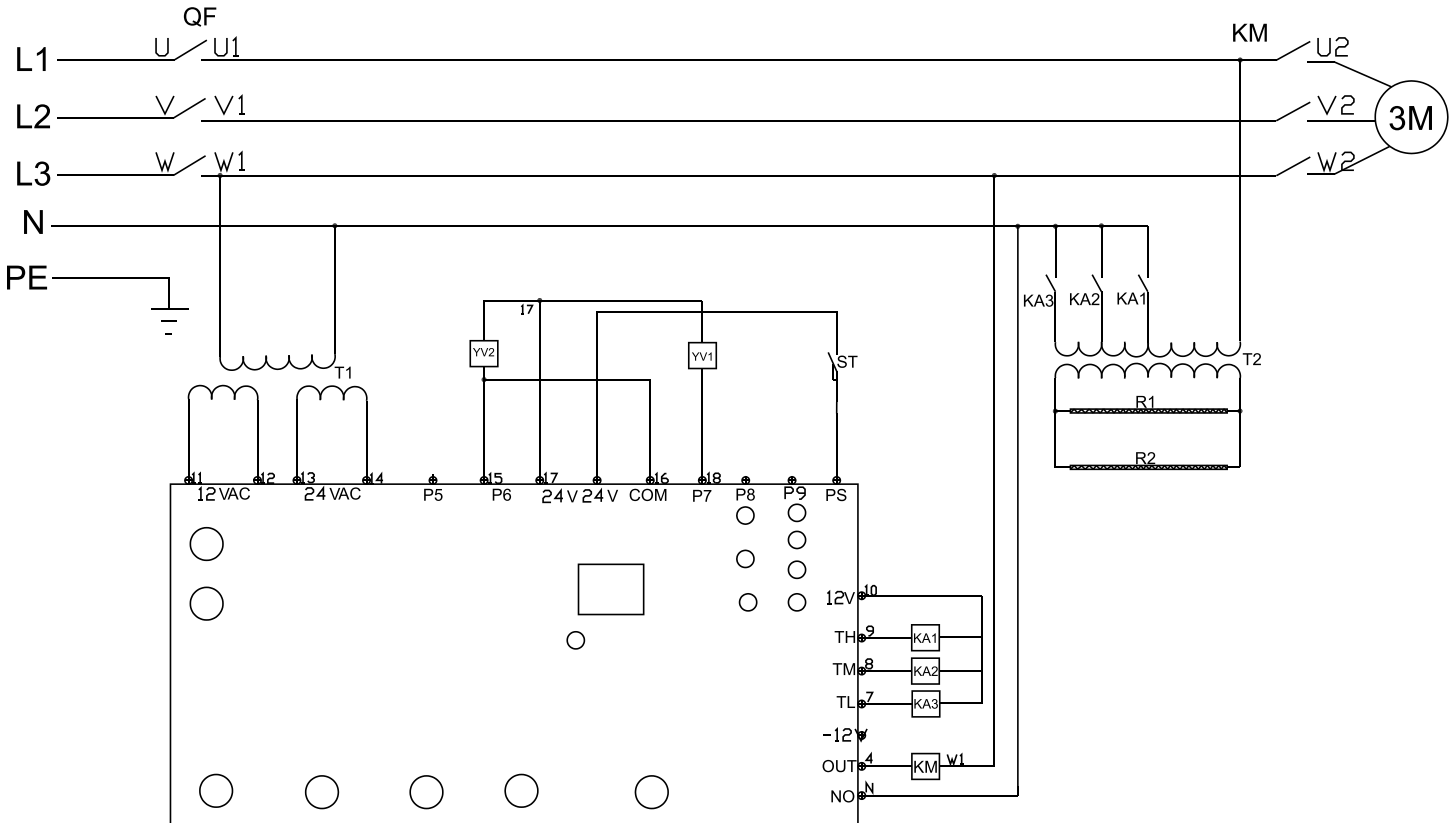 QF
KM
L1 U U1 U2
L2 V V1 V2 3M
L3 W W1 W2
N
PE
KA3 KA2 KA1
17
YV2 YV1 ST
T1 T2
R1
R2
11 12 13 14 15 17 16 18
12VAC 24VAC P5 P6 24V 24V COM P7 P8 P9 PS
12V 10
TH 9 KA1
TM 8 KA2
TL 7 KA3
-12V
OUT 4 KM W1
NO N